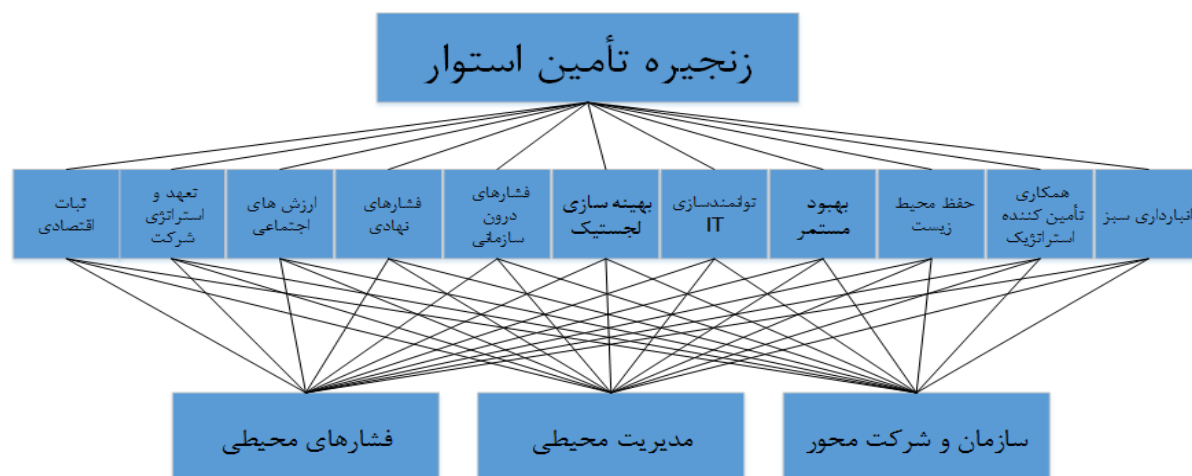 زنجیره تأمین استوار
انبارداری سبز
همکاری
تأمین کننده
استراتژیک
حفظ محیط
زیست
بهبود
مستمر
توانمندسازی
IT
بهینه سازی
لجستیک
فشارهای
درون
سازمانی
فشارهای
نهادی
ارزش های
اجتماعی
تعهد و
استراتژی
شرکت
ثبات
اقتصادی
سازمان و شرکت محور
مدیریت محیطی
فشارهای محیطی